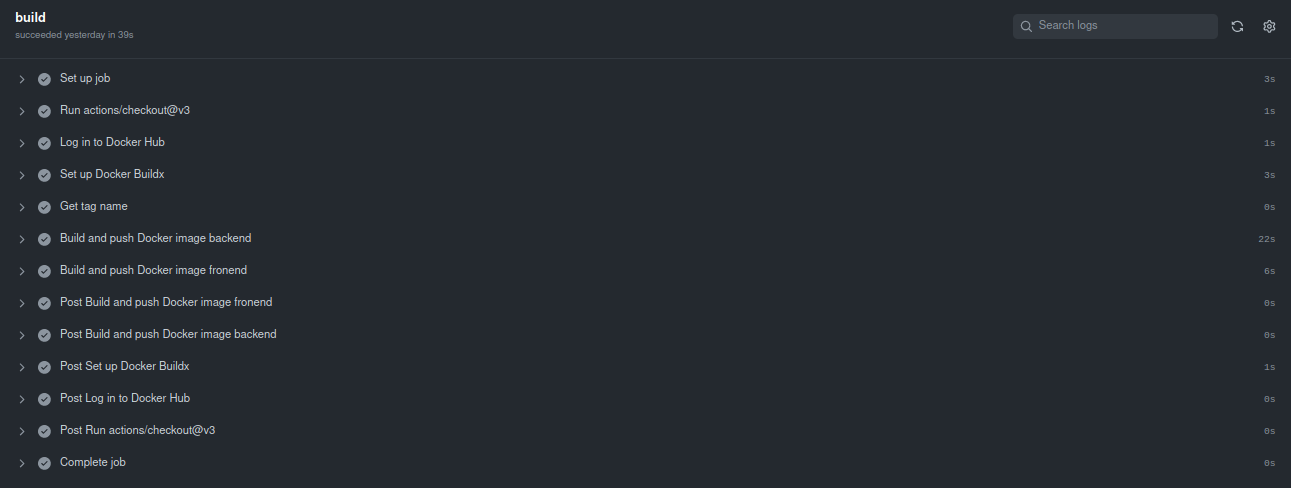 build
succeeded yesterday in 39s
Search logs
Set up job 3s
Run actions/checkout@v3 1s
Log in to Docker Hub 1s
Set up Docker Buildx 3s
Get tag name 0s
Build and push Docker image backend 22s
Build and push Docker image fronend 6s
Post Build and push Docker image fronend 0s
Post Build and push Docker image backend 0s
Post Set up Docker Buildx 1s
Post Log in to Docker Hub 0s
Post Run actions/checkout@v3 0s
Complete job 0s